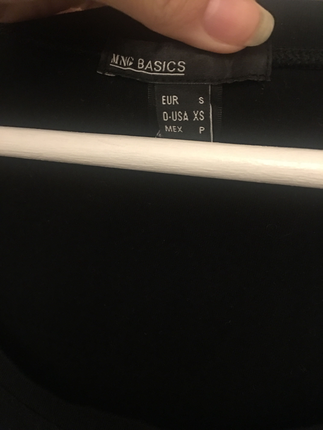 MNG BASICS
EUR S
D-USA XS
MEX P